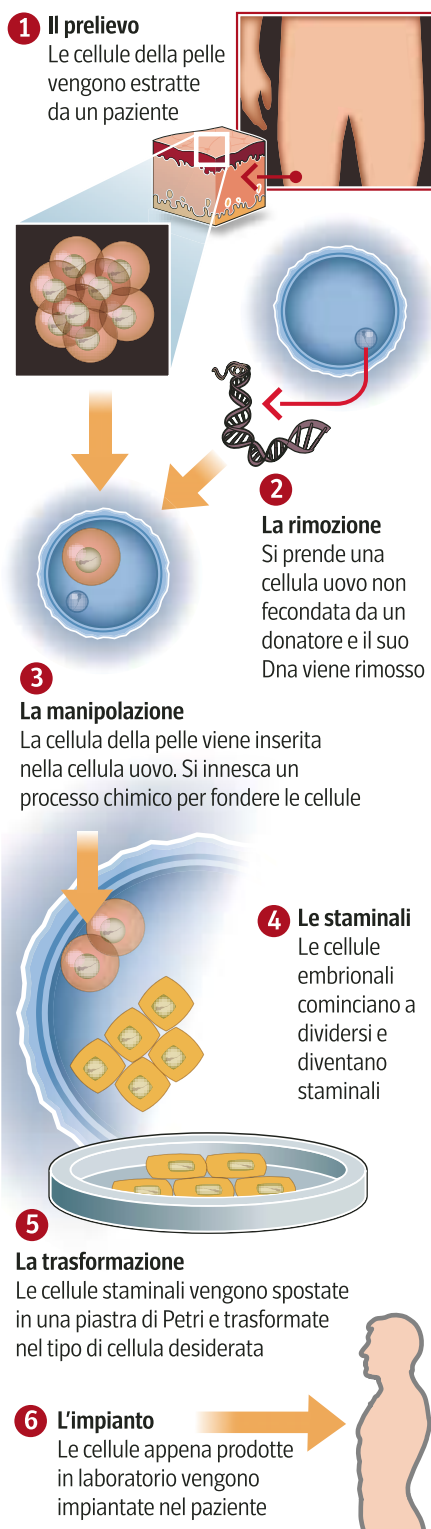 1 Il prelievo
Le cellule della pelle
vengono estratte
da un paziente
2
La rimozione
Si prende una
cellula uovo non
fecondata da un
donatore e il suo
Dna viene rimosso
3
La manipolazione
La cellula della pelle viene inserita
nella cellula uovo. Si innesca un
processo chimico per fondere le cellule
4 Le staminali
Le cellule
embrionali
cominciano a
dividersi e
diventano
staminali
5
La trasformazione
Le cellule staminali vengono spostate
in una piastra di Petri e trasformate
nel tipo di cellula desiderata
6 L'impianto
Le cellule appena prodotte
in laboratorio vengono
impiantate nel paziente